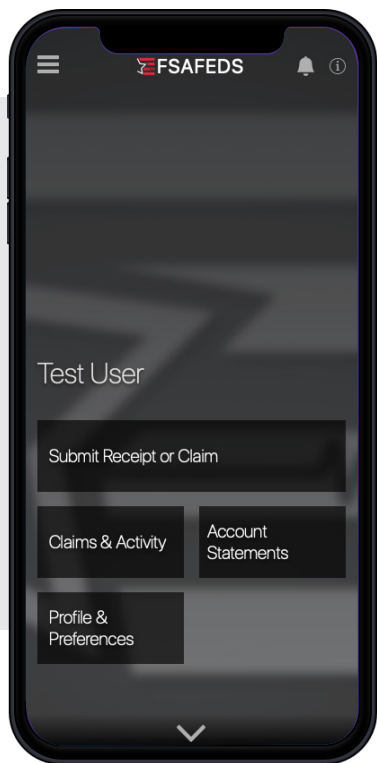 FSAFEDS
Test User
Submit Receipt or Claim
Claims & Activity
Account
Statements
Profile &
Preferences